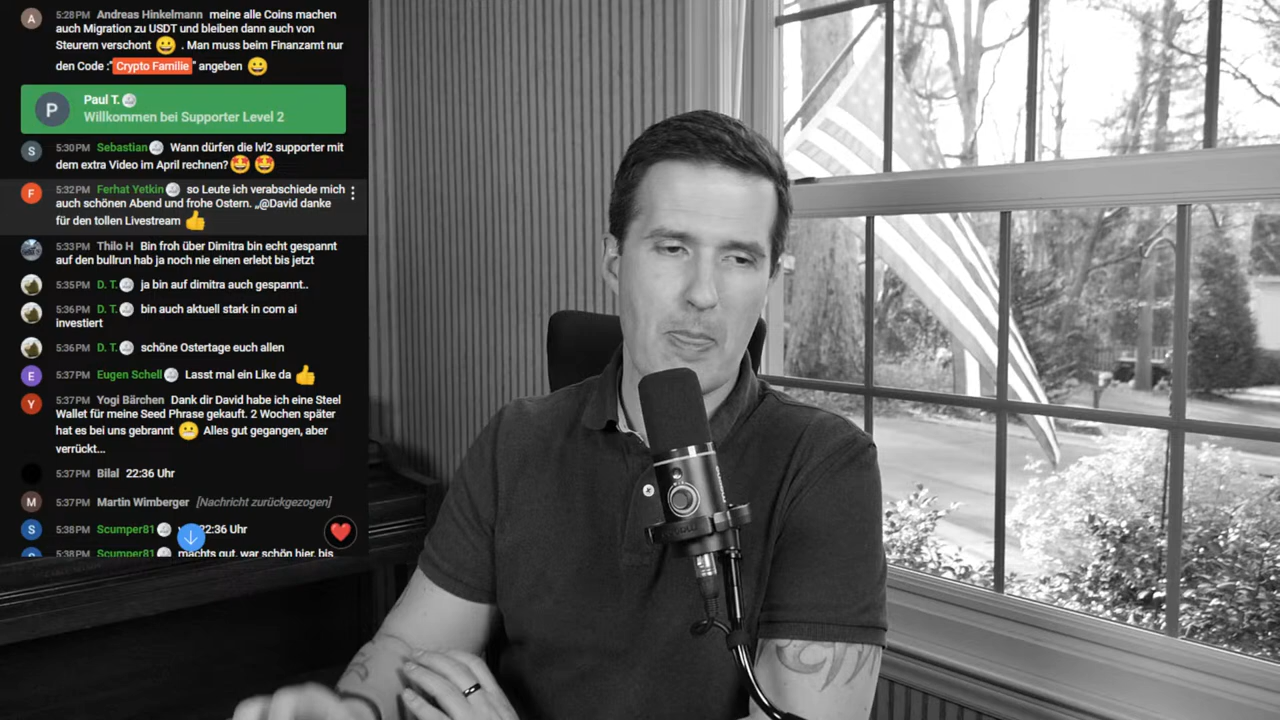 5:28PM Andreas Hinkelmann meine alle Coins machen
auch Migration zu USDT und bleiben dann auch von
Steurern verschont 😀 . Man muss beim Finanzamt nur
den Code :"Crypto Familie" angeben 😀
P Paul T.
Willkommen bei Supporter Level 2
5:30PM Sebastian Wann dürfen die lvl2 supporter mit
dem extra Video im April rechnen? 🤩 🤩
5:32PM Ferhat Yetkin so Leute ich verabschiede mich
auch schönen Abend und frohe Ostern. „@David danke
für den tollen Livestream 👍
5:33PM Thilo H Bin froh über Dimitra bin echt gespannt
auf den bullrun hab ja noch nie einen erlebt bis jetzt
5:35PM D. T. ja bin auf dimitra auch gespannt..
5:36PM D. T. bin auch aktuell stark in com ai
investiert
5:36PM D. T. schöne Ostertage euch allen
5:37PM Eugen Schell Lasst mal ein Like da 👍
5:37PM Yogi Bärchen Dank dir David habe ich eine Steel
Wallet für meine Seed Phrase gekauft. 2 Wochen später
hat es bei uns gebrannt 😬 Alles gut gegangen, aber
verrückt...
5:37PM Bilal 22:36 Uhr
5:37PM Martin Wimberger [Nachricht zurückgezogen]
5:38PM Scumper81 22:36 Uhr
5:38PM Scumper81 machts gut, war schön hier, bis